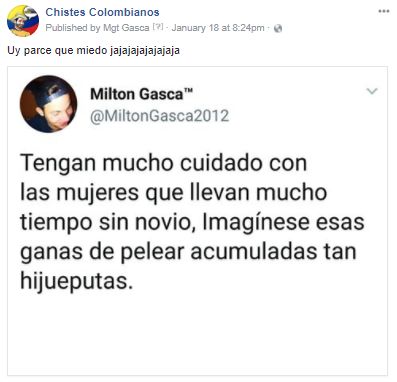 Chistes Colombianos
Published by Mgt Gasca [?] · January 18 at 8:24pm ·
Uy parce que miedo jajajajajajajaja
Milton Gasca™
@MiltonGasca2012
Tengan mucho cuidado con
las mujeres que llevan mucho
tiempo sin novio, Imagínese esas
ganas de pelear acumuladas tan
hijueputas.